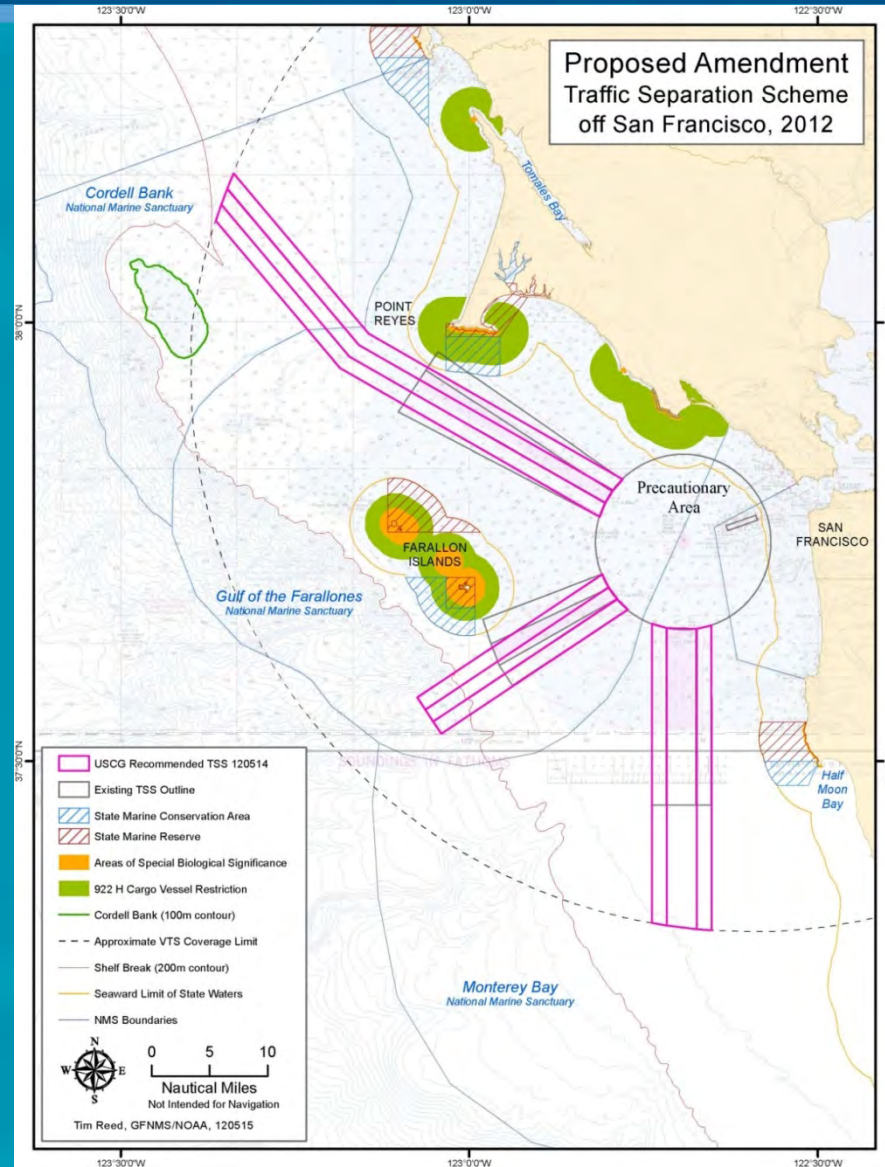 123°30'0"W
123°0'0"W
122°30'0"W
Proposed Amendment
Traffic Separation Scheme
off San Francisco, 2012
Cordell Bank
National Marine Sanctuary
Tomales Bay
38°0'0"N
POINT
REYES
Precautionary
Area
SAN
FRANCISCO
FARALLON
ISLANDS
Gulf of the Farallones
National Marine Sanctuary
37°30'0"N
SOUNDINGS IN FATHOMS
Half
Moon
Bay
Monterey Bay
National Marine Sanctuary
USCG Recommended TSS 120514
Existing TSS Outline
State Marine Conservation Area
State Marine Reserve
Areas of Special Biological Significance
922 H Cargo Vessel Restriction
Cordell Bank (100m contour)
Approximate VTS Coverage Limit
Shelf Break (200m contour)
Seaward Limit of State Waters
NMS Boundaries
N
W E
S
0 5 10
Nautical Miles
Not Intended for Navigation
Tim Reed, GFNMS/NOAA, 120515
123°30'0"W
123°0'0"W
122°30'0"W